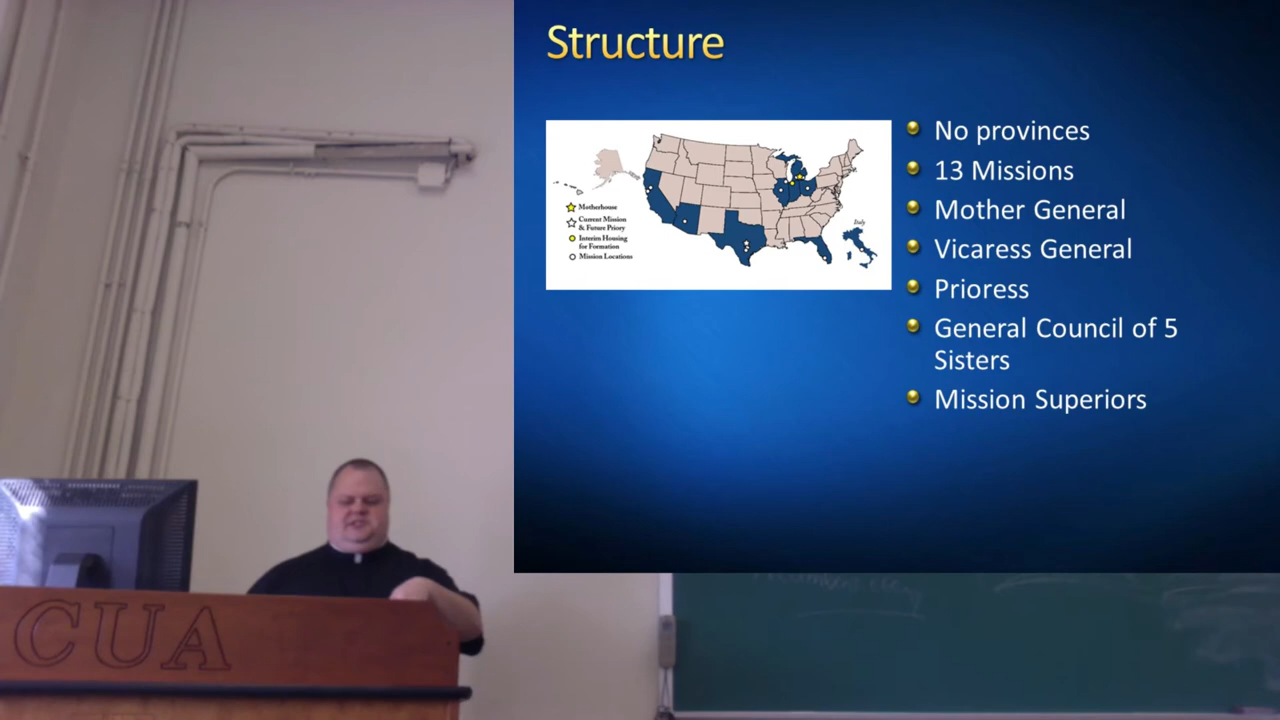 Structure
Motherhouse
Current Mission
& Future Priory
Interim Housing
for Formation
Mission Locations
Italy
No provinces
13 Missions
Mother General
Vicaress General
Prioress
General Council of 5
Sisters
Mission Superiors
CUA